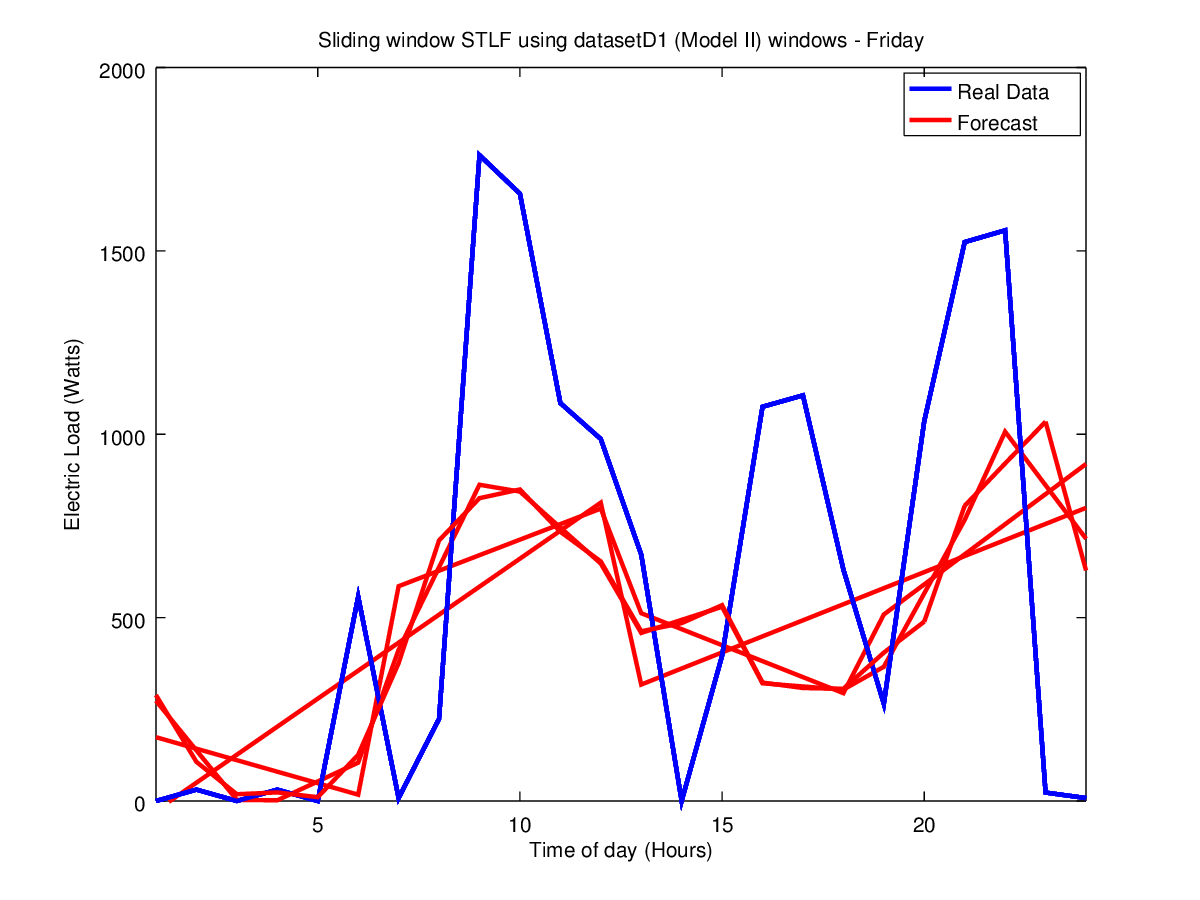 Sliding window STLF using datasetD1 (Model II) windows - Friday
2000
1500
1000
500
0
Electric Load (Watts)
Real Data
Forecast
5 10 15 20
Time of day (Hours)